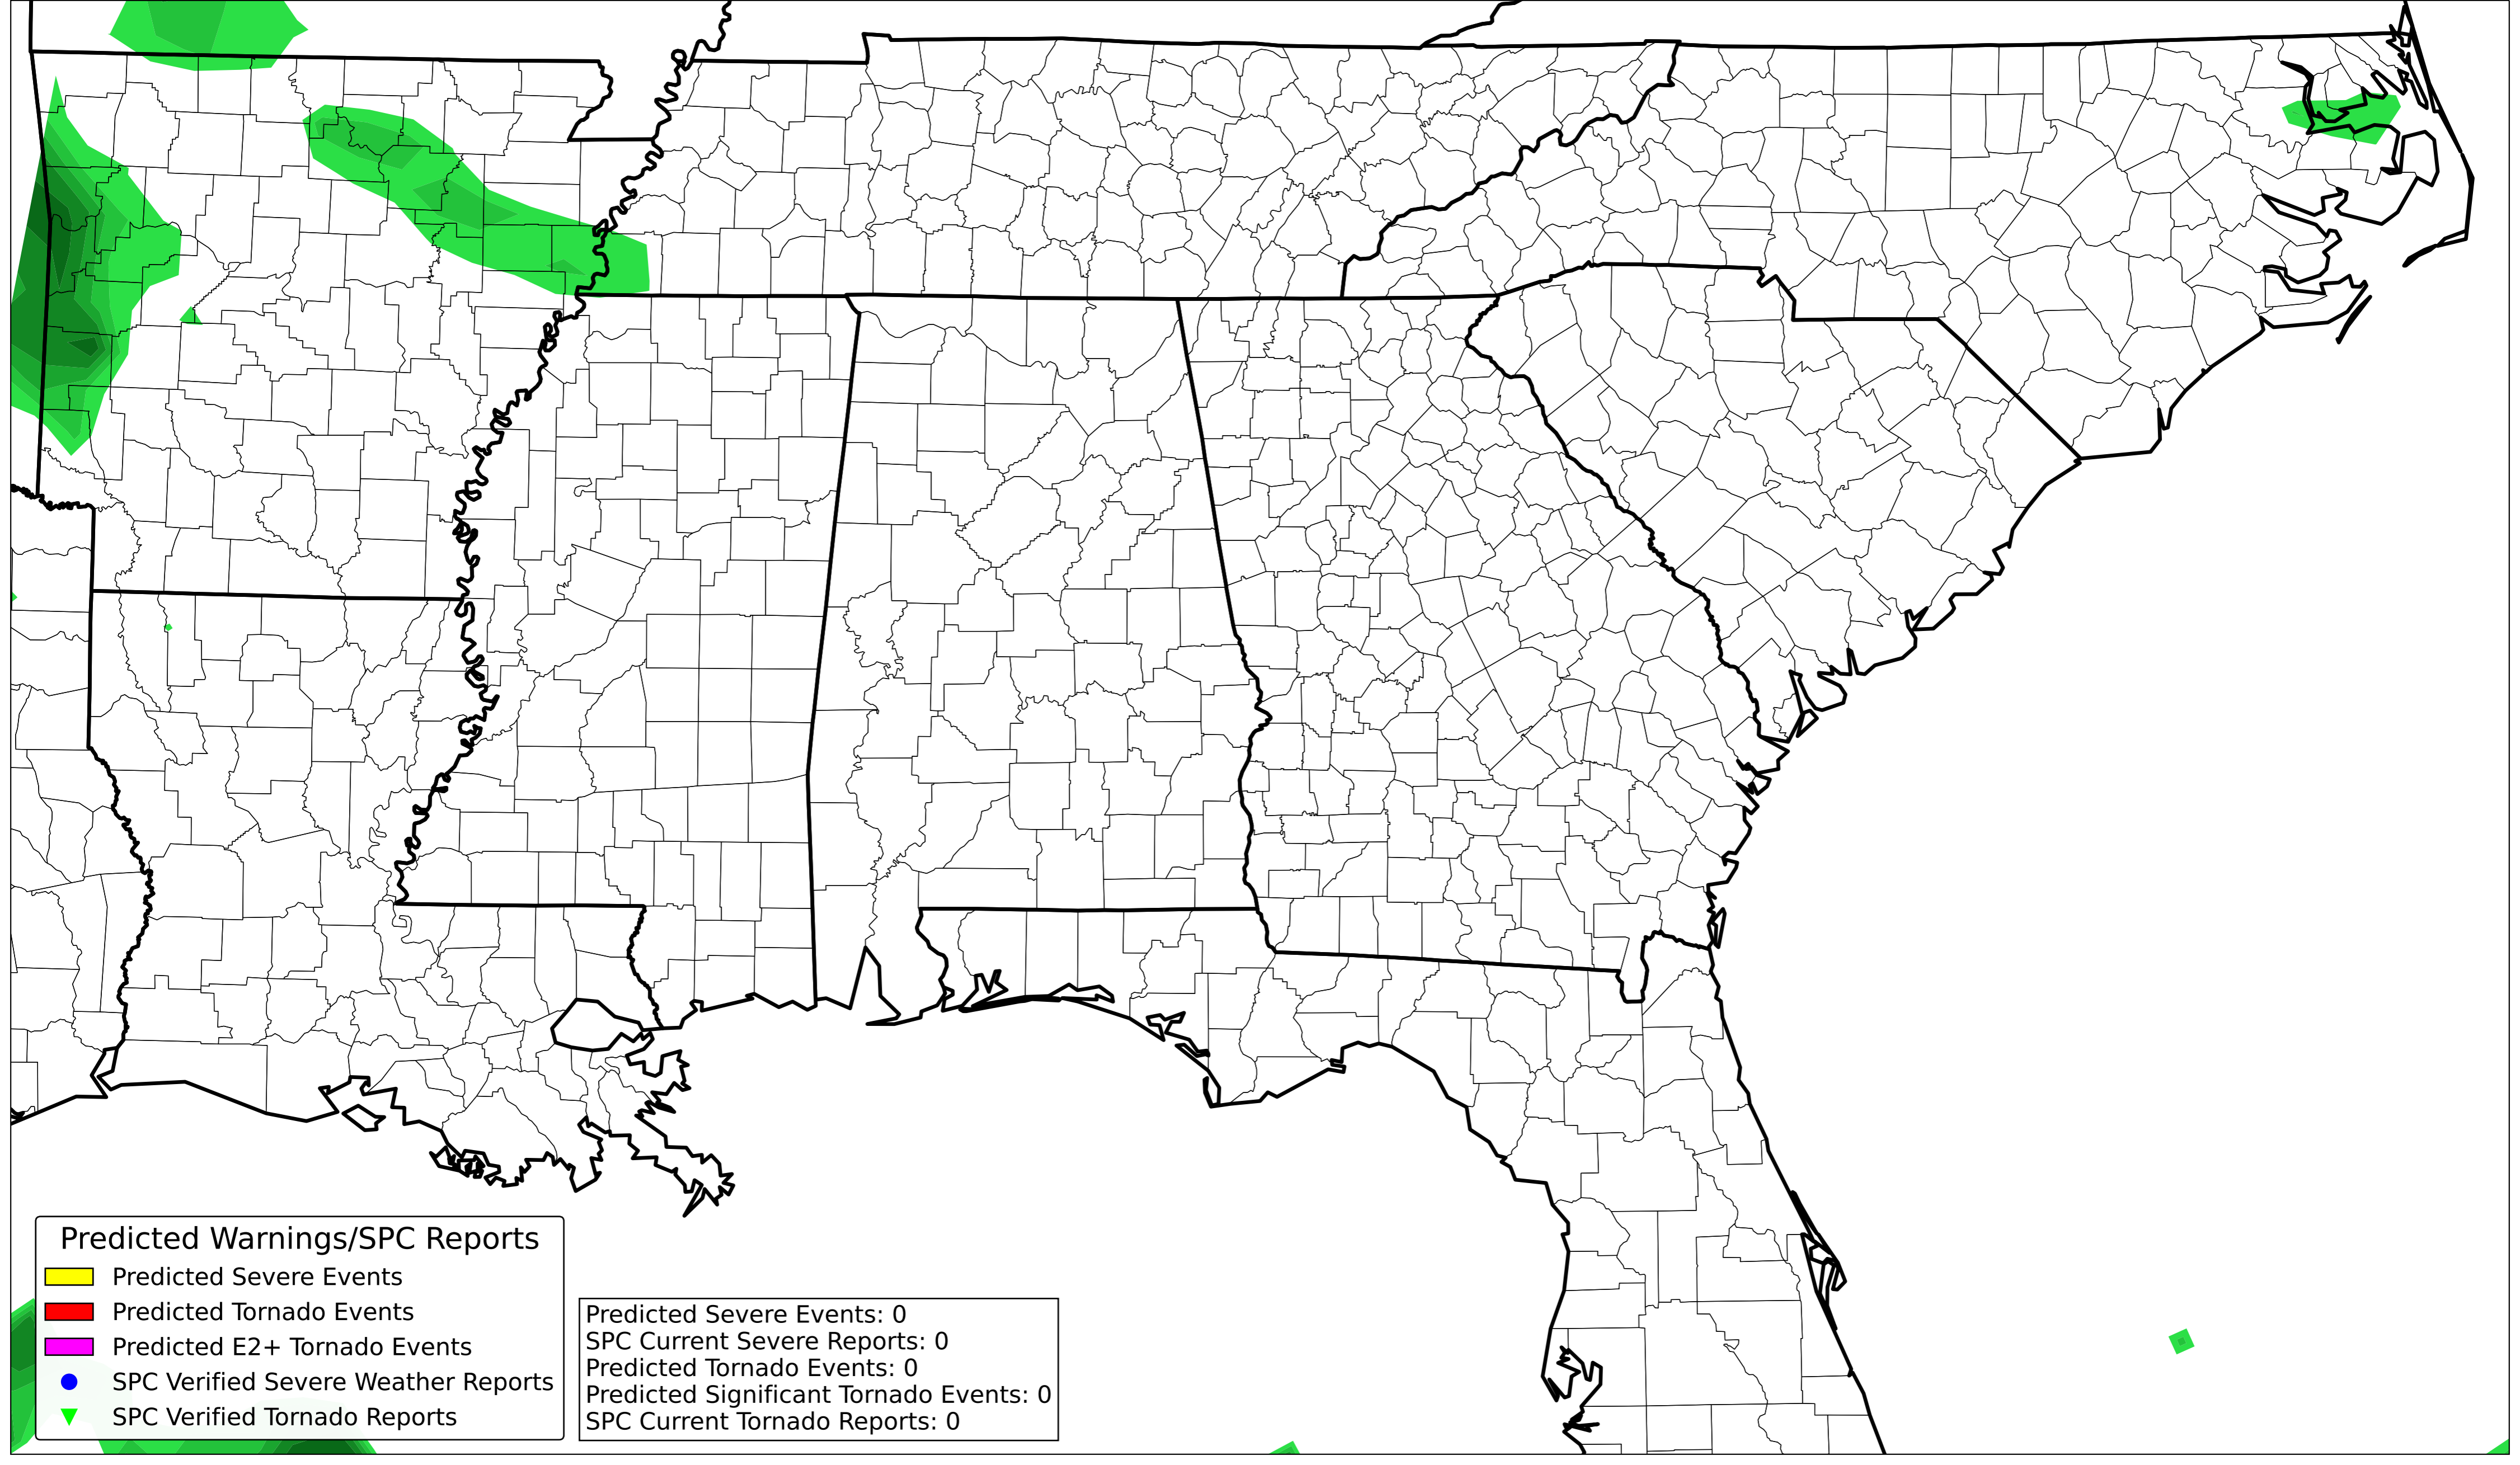 Predicted Warnings/SPC Reports
Predicted Severe Events
Predicted Tornado Events
Predicted E2+ Tornado Events
SPC Verified Severe Weather Reports
SPC Verified Tornado Reports
Predicted Severe Events: 0
SPC Current Severe Reports: 0
Predicted Tornado Events: 0
Predicted Significant Tornado Events: 0
SPC Current Tornado Reports: 0